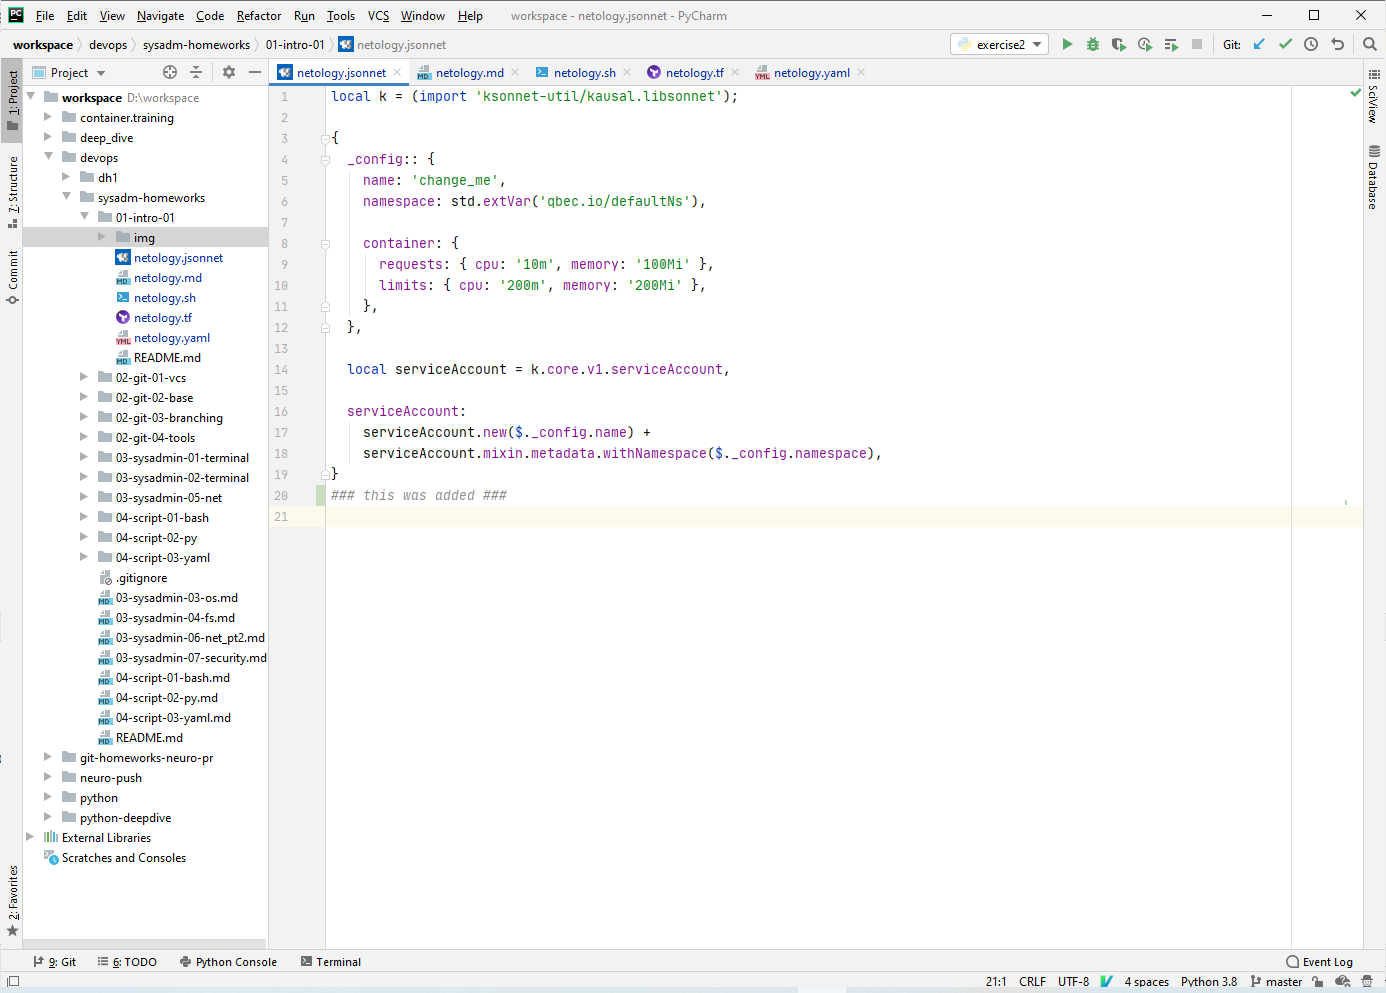 File Edit View Navigate Code Refactor Run Tools VCS Window Help workspace - netology.jsonnet - PyCharm
workspace devops sysadm-homeworks 01-intro-01 netology.jsonnet exercise2 Git:
Project
netology.jsonnet netology.md netology.sh netology.tf netology.yaml
1: Project
7: Structure
Commit
2: Favorites
workspace D:\workspace
container.training
deep_dive
devops
dh1
sysadm-homeworks
01-intro-01
img
netology.jsonnet
netology.md
netology.sh
netology.tf
netology.yaml
README.md
02-git-01-vcs
02-git-02-base
02-git-03-branching
02-git-04-tools
03-sysadmin-01-terminal
03-sysadmin-02-terminal
03-sysadmin-05-net
04-script-01-bash
04-script-02-py
04-script-03-yaml
.gitignore
03-sysadmin-03-os.md
03-sysadmin-04-fs.md
03-sysadmin-06-net_pt2.md
03-sysadmin-07-security.md
04-script-01-bash.md
04-script-02-py.md
04-script-03-yaml.md
README.md
git-homeworks-neuro-pr
neuro-push
python
python-deepdive
External Libraries
Scratches and Consoles
1 local k = (import 'ksonnet-util/kausal.libsonnet');
2
3 {
4 _config:: {
5 name: 'change_me',
6 namespace: std.extVar('qbec.io/defaultNs'),
7
8 container: {
9 requests: { cpu: '10m', memory: '100Mi' },
10 limits: { cpu: '200m', memory: '200Mi' },
11 },
12 },
13
14 local serviceAccount = k.core.v1.serviceAccount,
15
16 serviceAccount:
17 serviceAccount.new($._config.name) +
18 serviceAccount.mixin.metadata.withNamespace($._config.namespace),
19 }
20 ### this was added ###
21
SciView
Database
9: Git 6: TODO Python Console Terminal Event Log
21:1 CRLF UTF-8 4 spaces Python 3.8 master